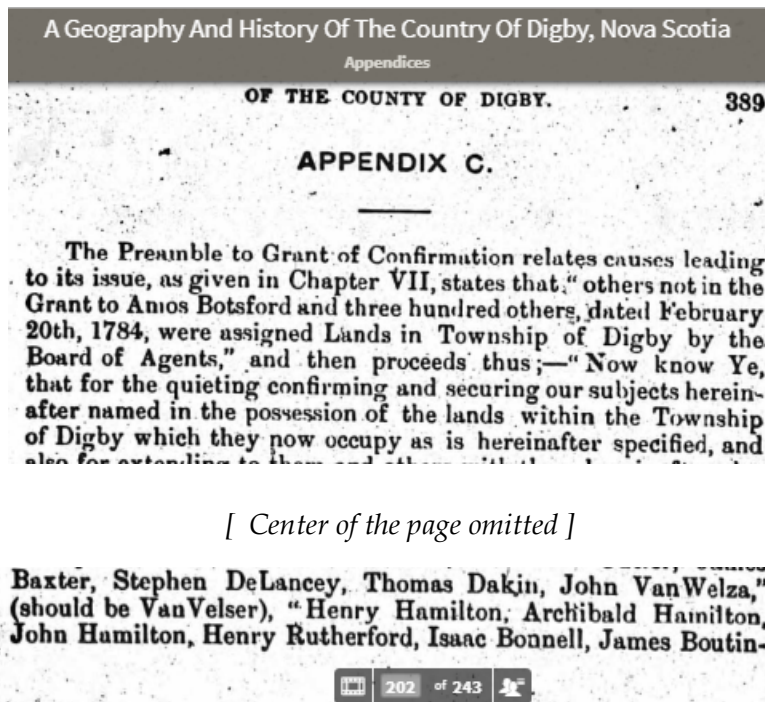 A Geography And History Of The Country Of Digby, Nova Scotia
Appendices
OF THE COUNTY OF DIGBY. 389
APPENDIX C.
The Preamble to Grant of Confirmation relates causes leading
to its issue, as given in Chapter VII, states that " others not in the
Grant to Amos Botsford and three hundred others, dated February
20th, 1784, were assigned Lands in Township of Digby by the
Board of Agents," and then proceeds thus;—"Now know Ye,
that for the quieting confirming and securing our subjects herein-
after named in the possession of the lands within the Township
of Digby which they now occupy as is hereinafter specified, and
[ Center of the page omitted ]
Baxter, Stephen DeLancey, Thomas Dakin, John VanWelza,"
(should be VanVelser), "Henry Hamilton, Archibald Hamilton,
John Hamilton, Henry Rutherford, Isaac Bonnell, James Boutin-
202 of 243